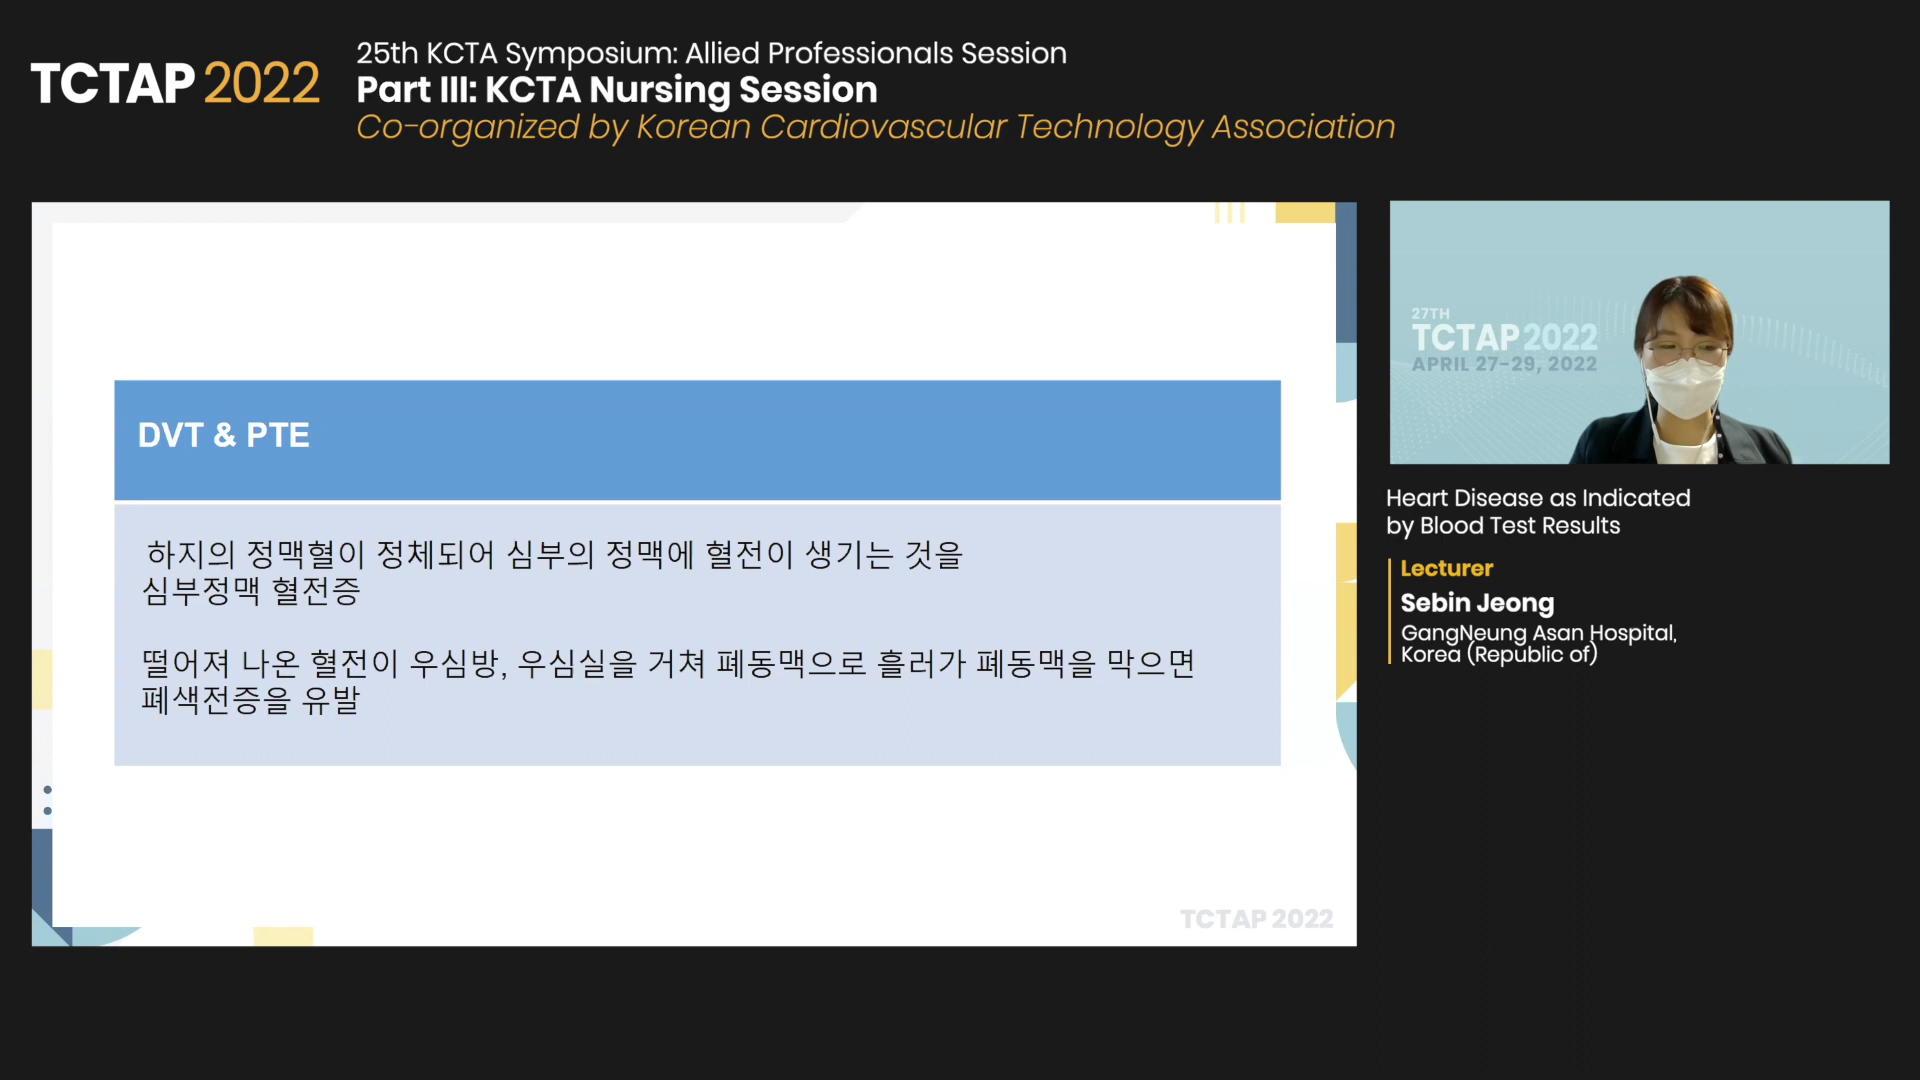 TCTAP 2022
25th KCTA Symposium: Allied Professionals Session
Part III: KCTA Nursing Session
Co-organized by Korean Cardiovascular Technology Association
DVT & PTE
하지의 정맥혈이 정체되어 심부의 정맥에 혈전이 생기는 것을
심부정맥 혈전증
떨어져 나온 혈전이 우심방, 우심실을 거쳐 폐동맥으로 흘러가 폐동맥을 막으면
폐색전증을 유발
TCTAP 2022
27TH
TCTAP 2022
APRIL 27-29, 2022
Heart Disease as Indicated
by Blood Test Results
Lecturer
Sebin Jeong
GangNeung Asan Hospital,
Korea (Republic of)